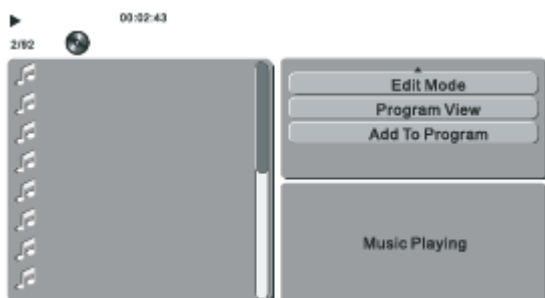 00:02:43
2/92
Edit Mode
Program View
Add To Program
Music Playing